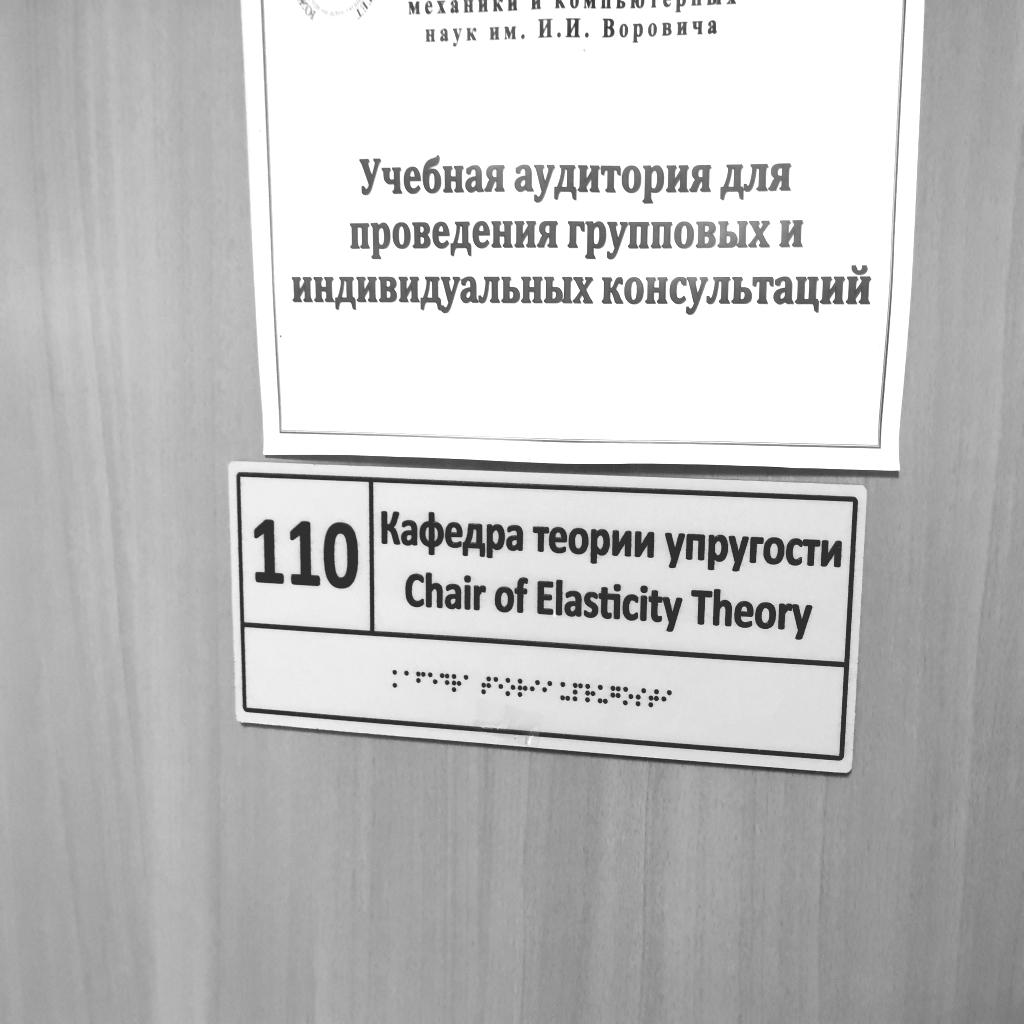 механики и компьютерных
наук им. И.И. Воровича
Учебная аудитория для
проведения групповых и
индивидуальных консультаций
110
Кафедра теории упругости
Chair of Elasticity Theory
⠅⠁⠋⠑⠙⠗⠁ ⠞⠑⠕⠗⠊⠊ ⠥⠏⠗⠥⠛⠕⠎⠞⠊